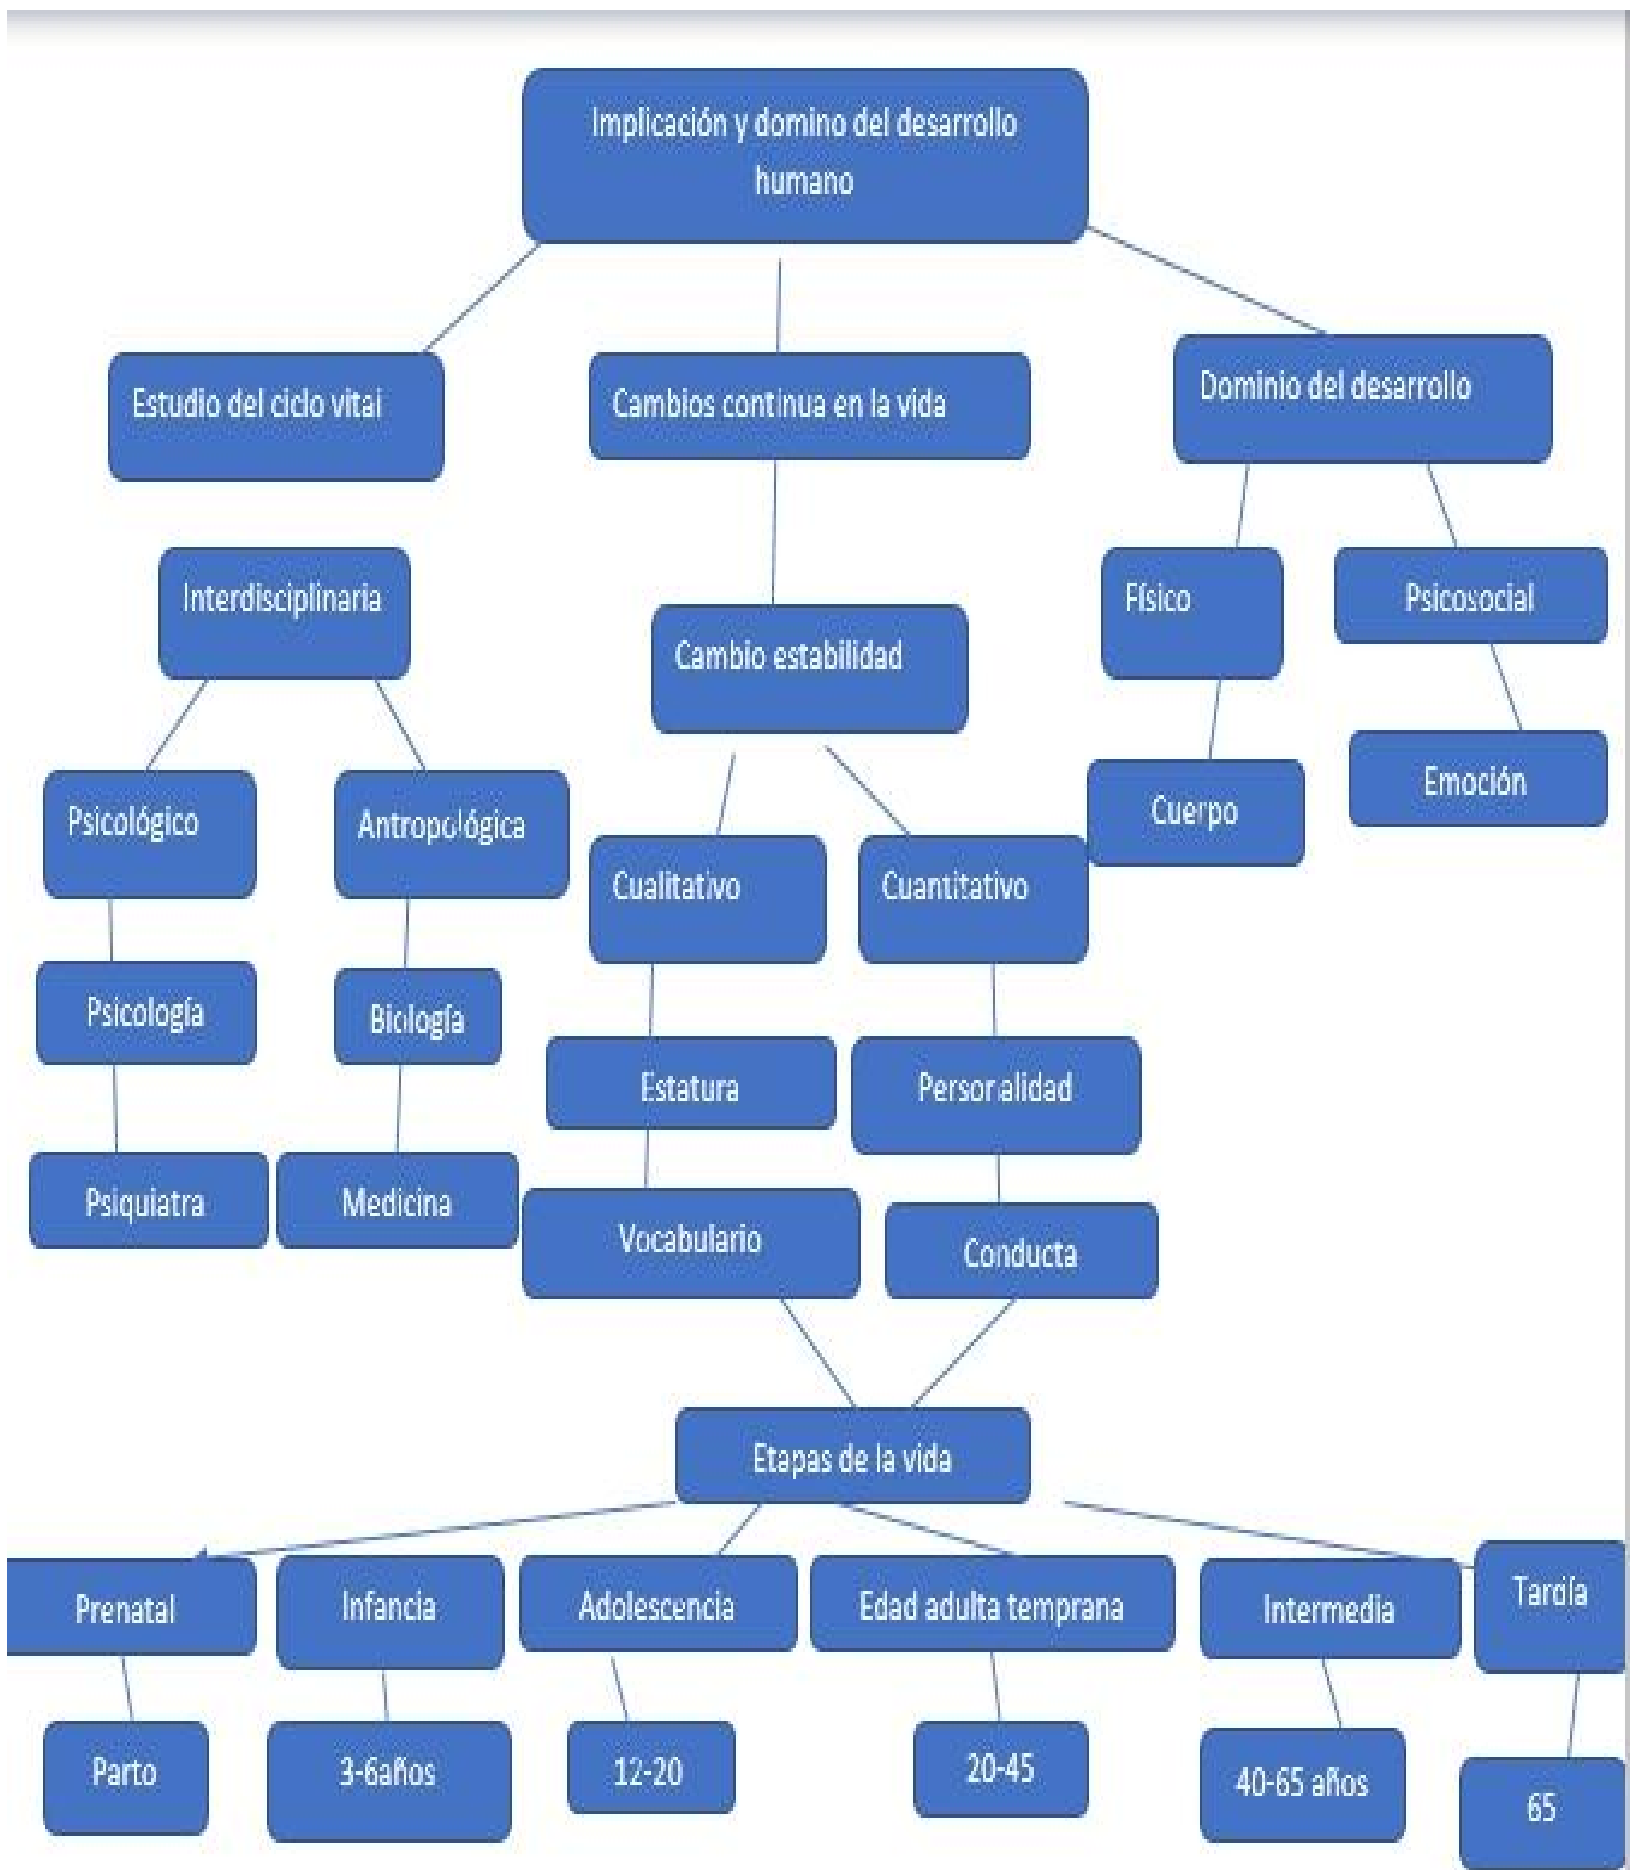 Implicación y domino del desarrollo
humano
Estudio del ciclo vital
Cambios continua en la vida
Dominio del desarrollo
Interdisciplinaria
Físico
Psicosocial
Cambio estabilidad
Psicológico
Antropológica
Cuerpo
Emoción
Cualitativo
Cuantitativo
Psicología
Biología
Estatura
Personalidad
Psiquiatra
Medicina
Vocabulario
Conducta
Etapas de la vida
Prenatal
Infancia
Adolescencia
Edad adulta temprana
Intermedia
Tardía
Parto
3-6años
12-20
20-45
40-65 años
65